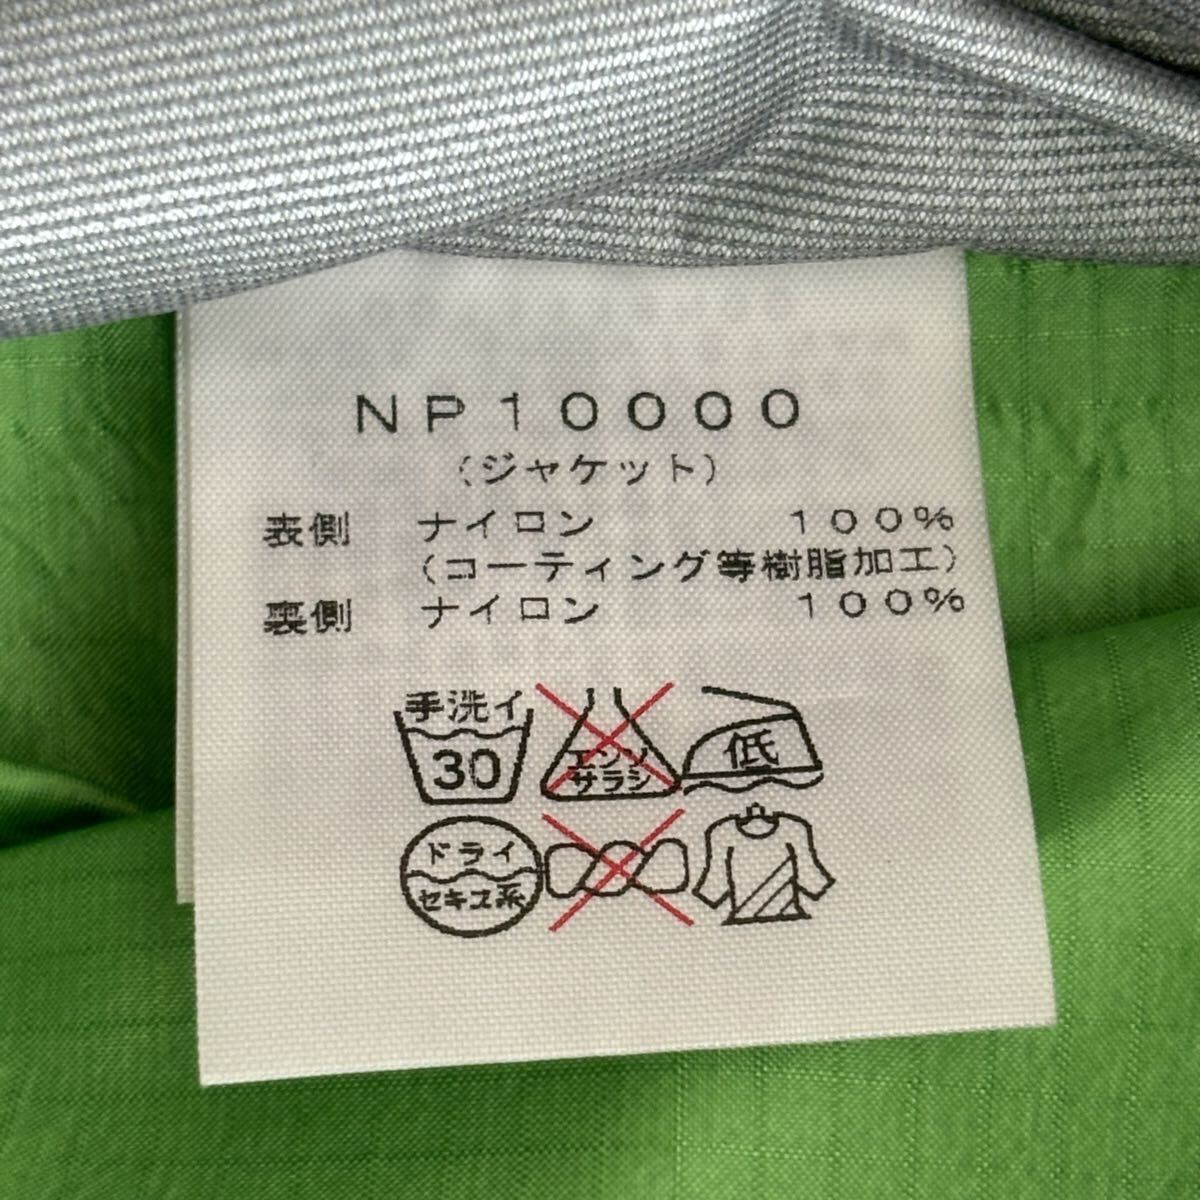 NP10000
(ジャケット)
表側 ナイロン 100%
(コーティング等樹脂加工)
裏側 ナイロン 100%
手洗イ
30
エンソ
サラシ
低
ドライ
セキユ系